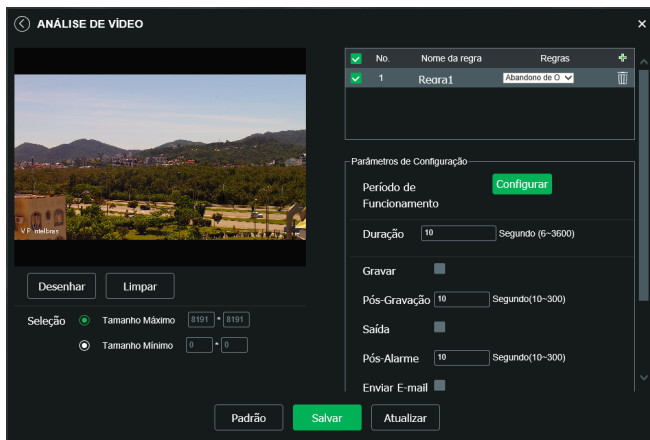 ANÁLISE DE VÍDEO
No. Nome da regra Regras
1 Regra1 Abandono de O
VIP Intelbras
Desenhar Limpar
Seleção Tamanho Máximo 8191 * 8191
Tamanho Mínimo 0 * 0
Parâmetros de Configuração
Período de
Funcionamento
Configurar
Duração 10 Segundo (6~3600)
Gravar
Pós-Gravação 10 Segundo(10~300)
Saída
Pós-Alarme 10 Segundo(10~300)
Enviar E-mail
Padrão Salvar Atualizar